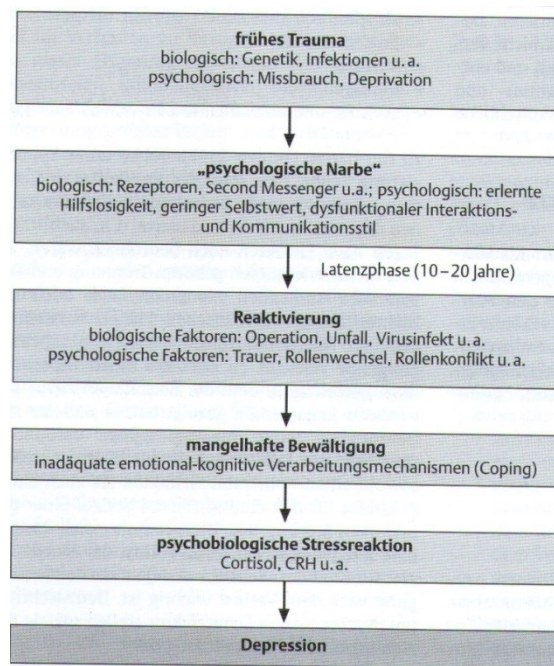 frühes Trauma
biologisch: Genetik, Infektionen u. a.
psychologisch: Missbrauch, Deprivation
„psychologische Narbe“
biologisch: Rezeptoren, Second Messenger u.a.; psychologisch: erlernte
Hilfslosigkeit, geringer Selbstwert, dysfunktionaler Interaktions-
und Kommunikationsstil
Latenzphase (10–20 Jahre)
Reaktivierung
biologische Faktoren: Operation, Unfall, Virusinfekt u. a.
psychologische Faktoren: Trauer, Rollenwechsel, Rollenkonflikt u. a.
mangelhafte Bewältigung
inadäquate emotional-kognitive Verarbeitungsmechanismen (Coping)
psychobiologische Stressreaktion
Cortisol, CRH u. a.
Depression